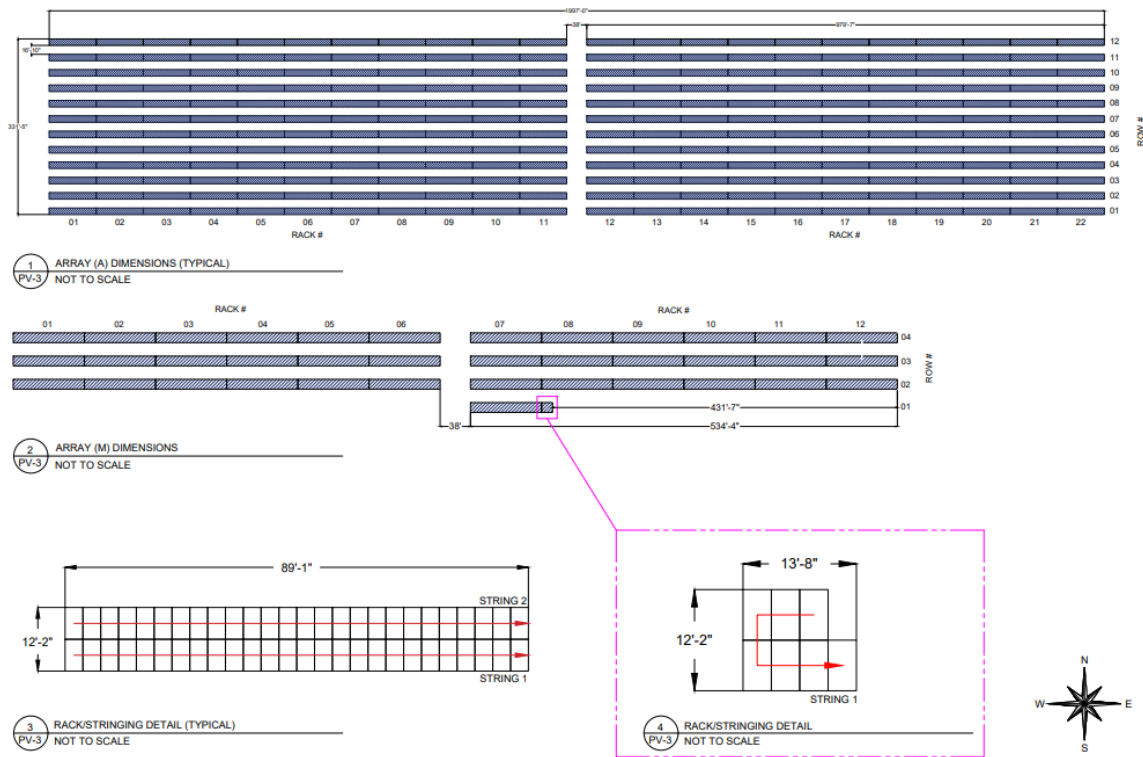 1997'-0"
38'
979'-7"
16'-10"
12
11
10
09
08
07
06
05
04
03
02
01
ROW #
01 02 03 04 05 06 07 08 09 10 11 12 13 14 15 16 17 18 19 20 21 22
RACK # RACK #
1 ARRAY (A) DIMENSIONS (TYPICAL)
PV-3 NOT TO SCALE
RACK # RACK #
01 02 03 04 05 06 07 08 09 10 11 12
04
03
02
431'-7" 01
ROW #
38' 534'-4"
2 ARRAY (M) DIMENSIONS
PV-3 NOT TO SCALE
89'-1"
STRING 2
12'-2"
STRING 1
3 RACK/STRINGING DETAIL (TYPICAL)
PV-3 NOT TO SCALE
13'-8"
12'-2"
STRING 1
4 RACK/STRINGING DETAIL
PV-3 NOT TO SCALE
N
W E
S